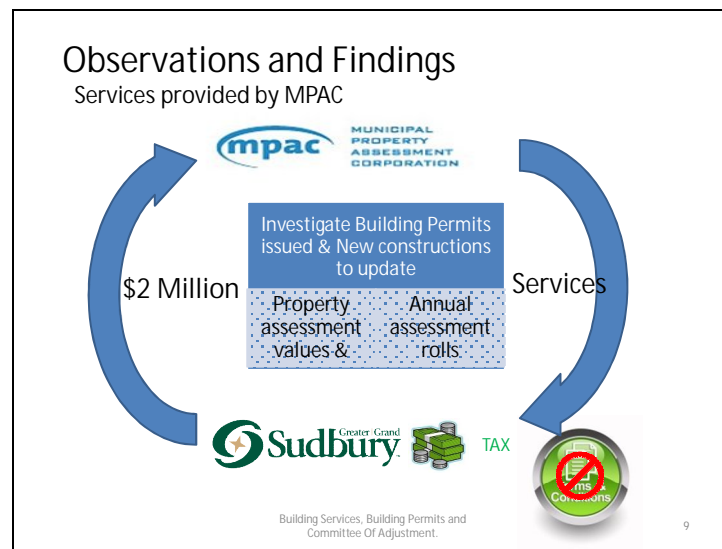 Observations and Findings
Services provided by MPAC
mpac
MUNICIPAL
PROPERTY
ASSESSMENT
CORPORATION
Investigate Building Permits
issued & New constructions
to update
$2 Million
Services
Property
assessment
values &
Annual
assessment
rolls
Greater Grand
Sudbury
TAX
Conditions
Building Services, Building Permits and
Committee Of Adjustment.
9